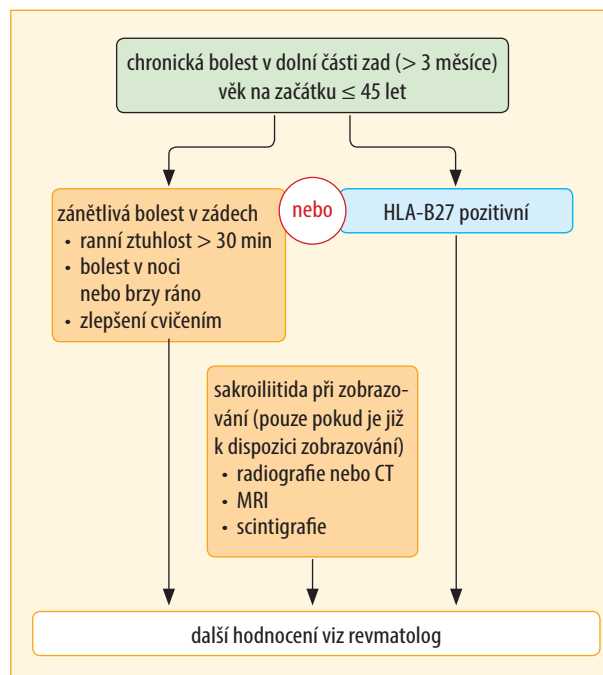 chronická bolest v dolní části zad (> 3 měsíce)
věk na začátku ≤ 45 let
zánětlivá bolest v zádech
• ranní ztuhlost > 30 min
• bolest v noci
nebo brzy ráno
• zlepšení cvičením
nebo
HLA-B27 pozitivní
sakroiliitida při zobrazo-
vání (pouze pokud je již
k dispozici zobrazování)
• radiografie nebo CT
• MRI
• scintigrafie
další hodnocení viz revmatolog